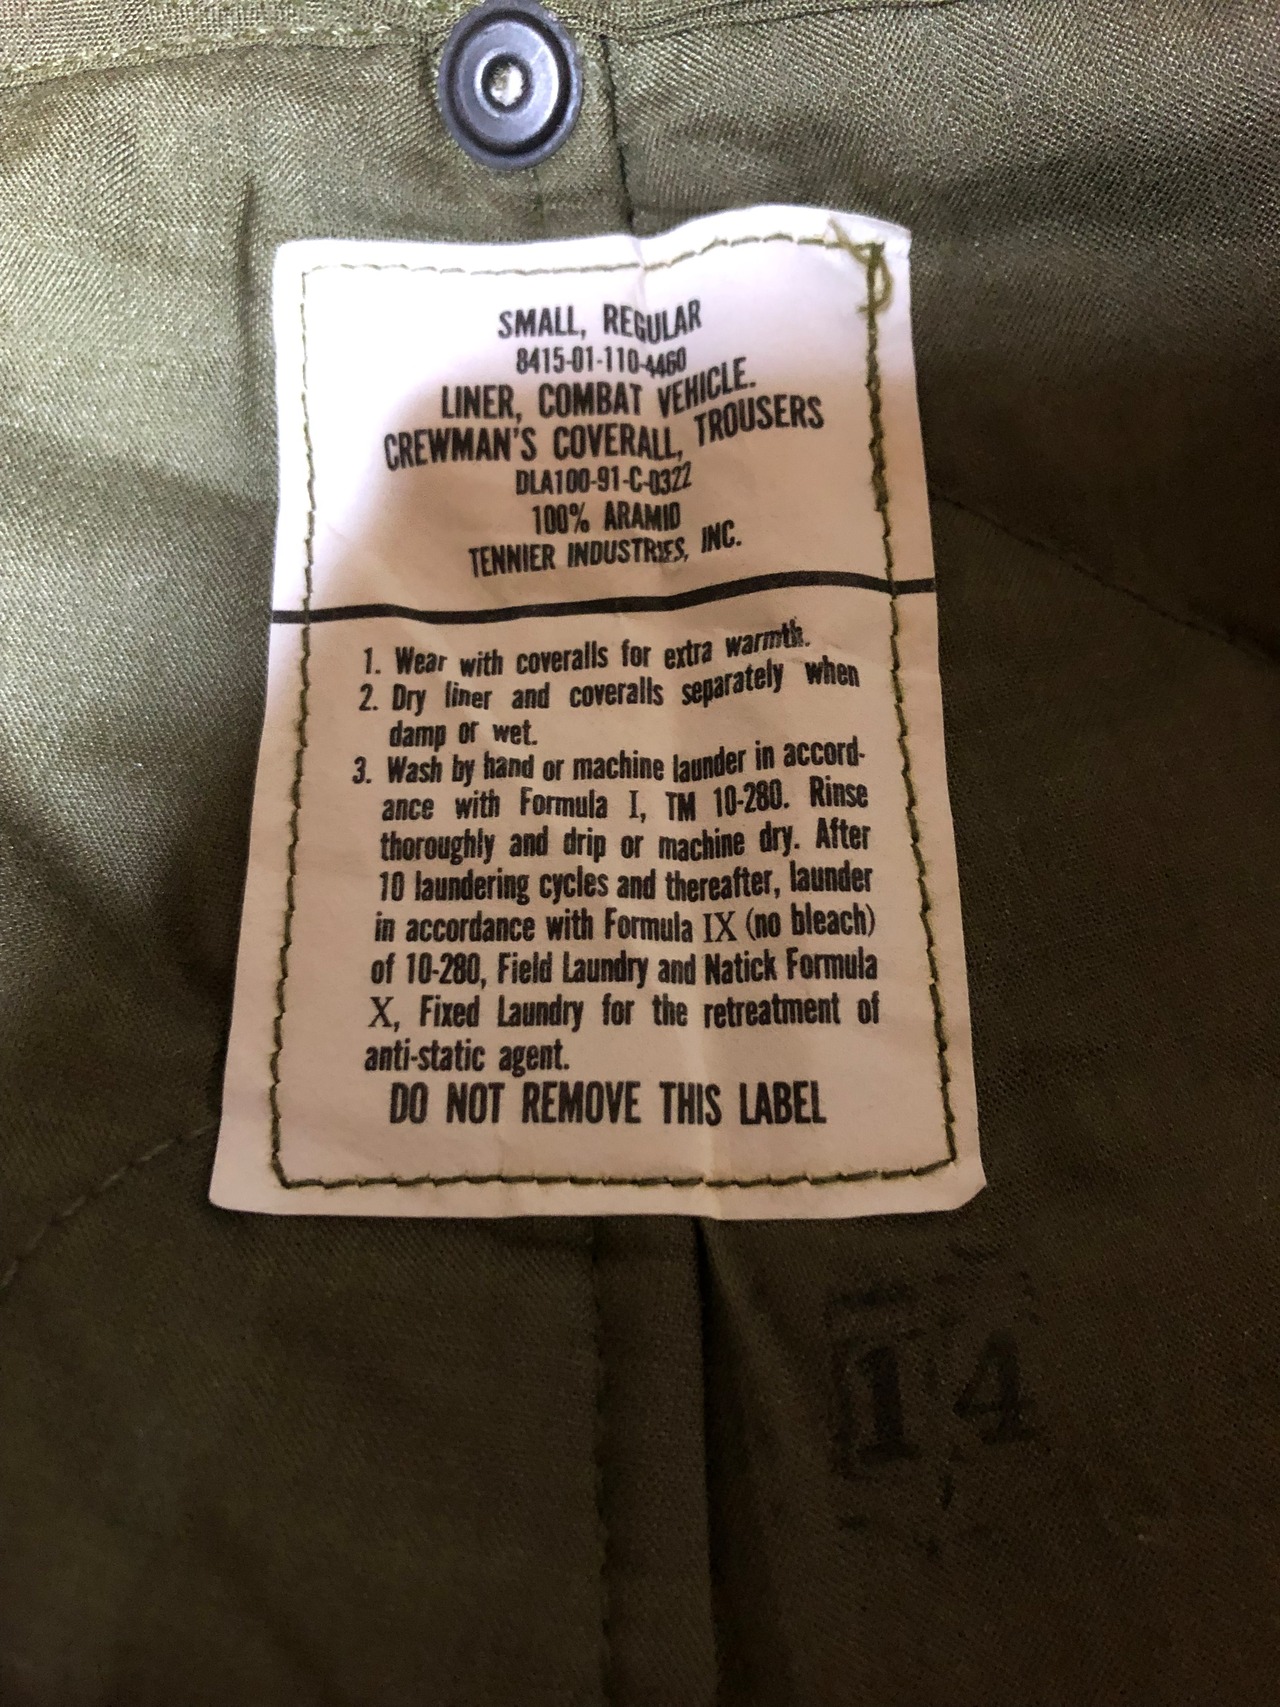 SMALL, REGULAR
8415-01-110-4460
LINER, COMBAT VEHICLE.
CREWMAN'S COVERALL, TROUSERS
DLA100-91-C-0322
100% ARAMID
TENNIER INDUSTRIES, INC.
1. Wear with coveralls for extra warmth.
2. Dry liner and coveralls separately when
damp or wet.
3. Wash by hand or machine launder in accord-
ance with Formula I, TM 10-280. Rinse
thoroughly and drip or machine dry. After
10 laundering cycles and thereafter, launder
in accordance with Formula IX (no bleach)
of 10-280, Field Laundry and Natick Formula
X, Fixed Laundry for the retreatment of
anti-static agent.
DO NOT REMOVE THIS LABEL
14